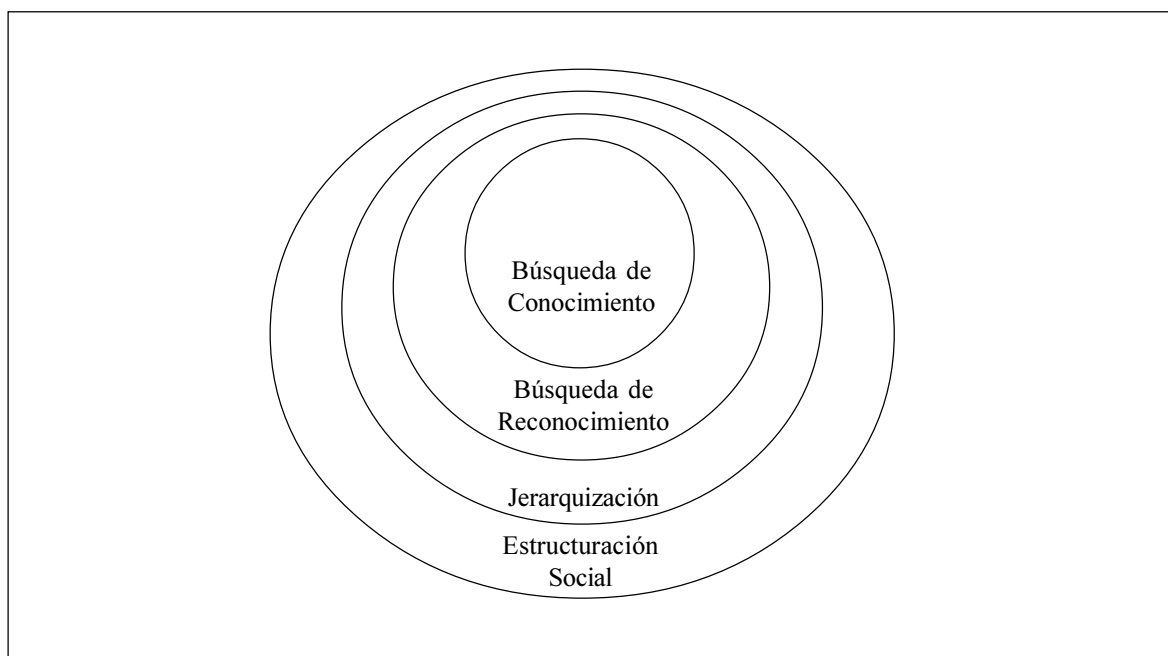 Búsqueda de
Conocimiento
Búsqueda de
Reconocimiento
Jerarquización
Estructuración
Social